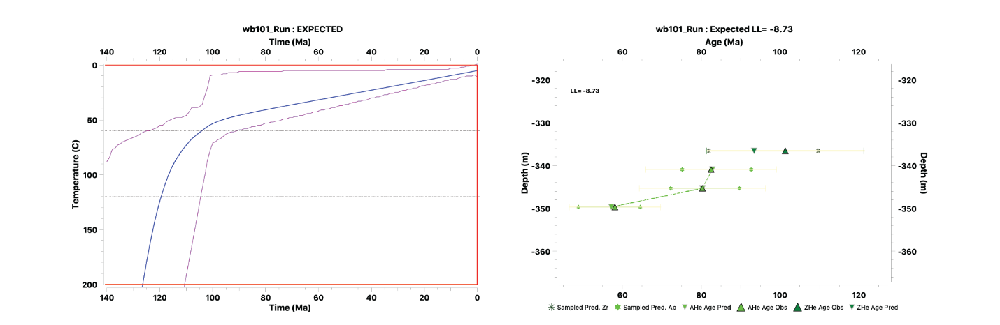 wb101_Run : EXPECTED
Time (Ma)
140 120 100 80 60 40 20 0
0
50
100
150
200
Temperature (C)
140 120 100 80 60 40 20 0
Time (Ma)
wb101_Run : Expected LL= -8.73
Age (Ma)
60 80 100 120
LL= -8.73
-320 -320
-330 -330
-340 -340
-350 -350
-360 -360
Depth (m)
Depth (m)
60 80 100 120
Sampled Pred. Zr Sampled Pred. Ap AHe Age Pred AHe Age Obs ZHe Age Obs ZHe Age Pred